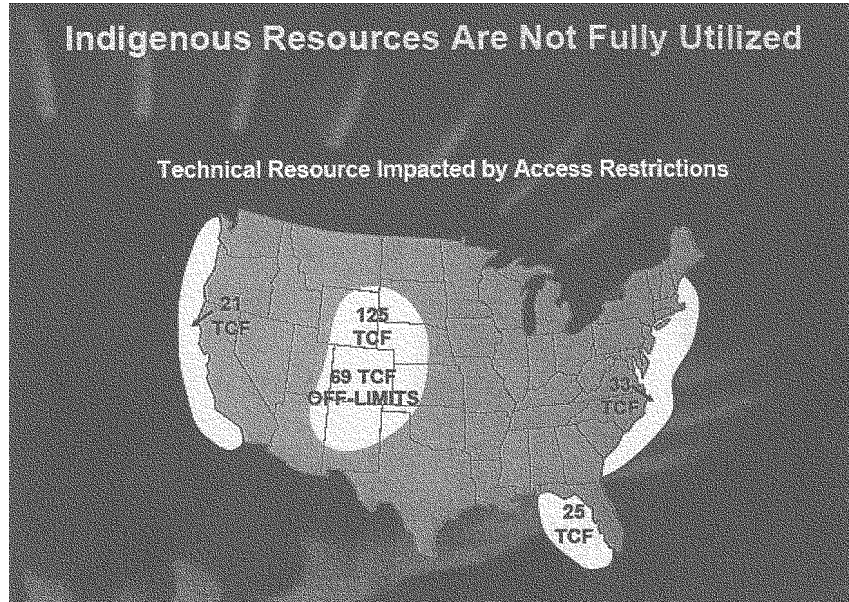 Indigenous Resources Are Not Fully Utilized
Technical Resource Impacted by Access Restrictions
21
TCF
125
TCF
69 TCF
OFF-LIMITS
33
TCF
25
TCF